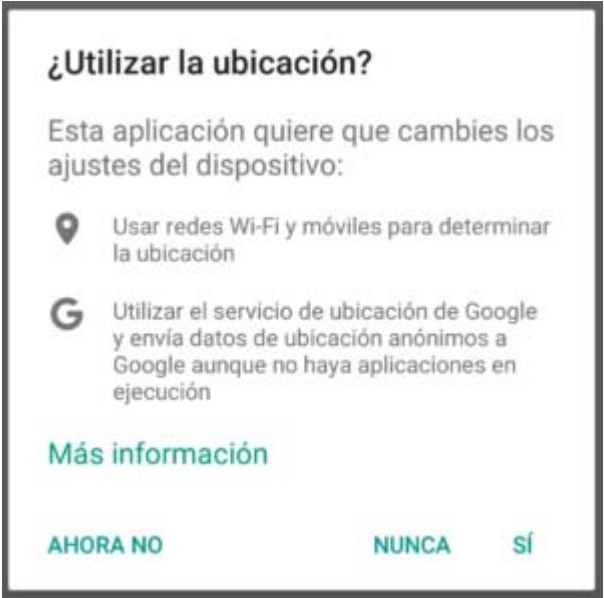 ¿Utilizar la ubicación?
Esta aplicación quiere que cambies los
ajustes del dispositivo:
Usar redes Wi-Fi y móviles para determinar
la ubicación
Utilizar el servicio de ubicación de Google
y envía datos de ubicación anónimos a
Google aunque no haya aplicaciones en
ejecución
Más información
AHORA NO NUNCA SÍ